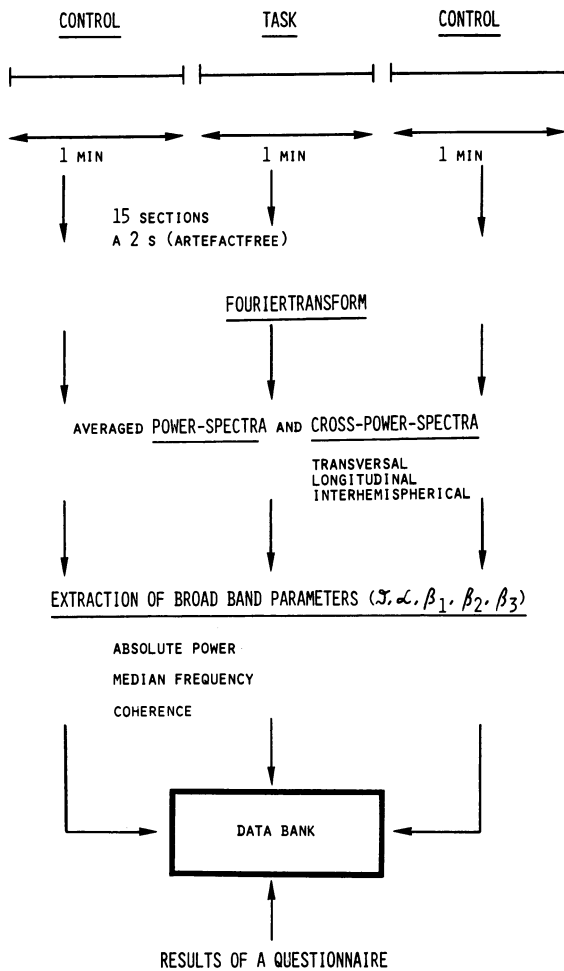 CONTROL TASK CONTROL
1 MIN 1 MIN 1 MIN
15 SECTIONS
A 2 S (ARTEFACTFREE)
FOURIERTRANSFORM
AVERAGED POWER-SPECTRA AND CROSS-POWER-SPECTRA
TRANSVERSAL
LONGITUDINAL
INTERHEMISPHERICAL
EXTRACTION OF BROAD BAND PARAMETERS (ϑ, α, β1, β2, β3)
ABSOLUTE POWER
MEDIAN FREQUENCY
COHERENCE
DATA BANK
RESULTS OF A QUESTIONNAIRE